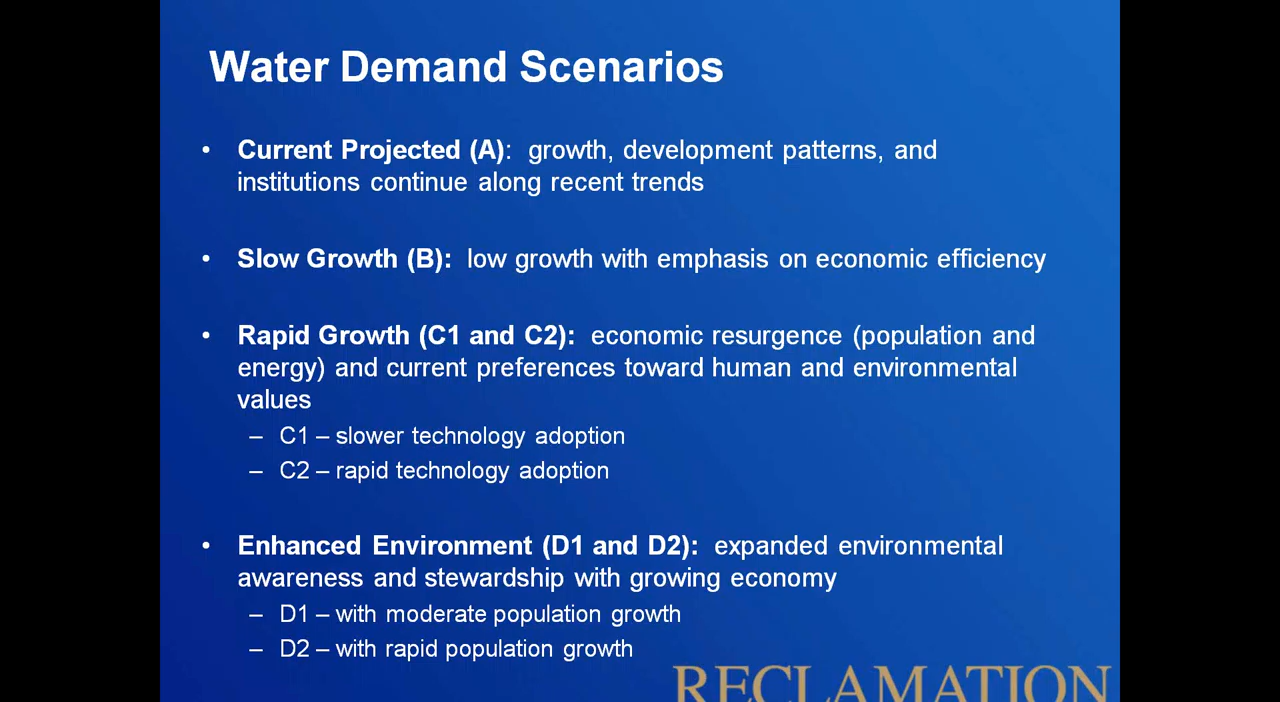 Water Demand Scenarios
• Current Projected (A):  growth, development patterns, and
institutions continue along recent trends
• Slow Growth (B):  low growth with emphasis on economic efficiency
• Rapid Growth (C1 and C2):  economic resurgence (population and
energy) and current preferences toward human and environmental
values
– C1 – slower technology adoption
– C2 – rapid technology adoption
• Enhanced Environment (D1 and D2):  expanded environmental
awareness and stewardship with growing economy
– D1 – with moderate population growth
– D2 – with rapid population growth
RECLAMATION